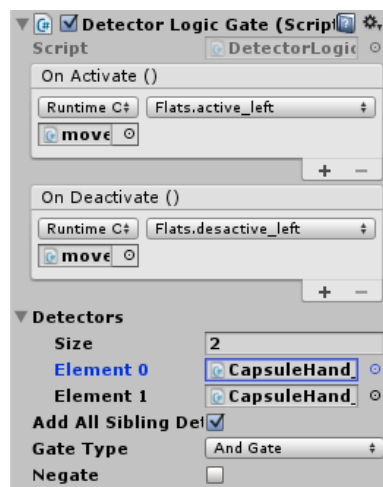 Detector Logic Gate (Script
Script DetectorLogic
On Activate ()
Runtime C Flats.active_left
move
+ −
On Deactivate ()
Runtime C Flats.desactive_left
move
+ −
Detectors
Size 2
Element 0 CapsuleHand_
Element 1 CapsuleHand_
Add All Sibling Det
Gate Type And Gate
Negate